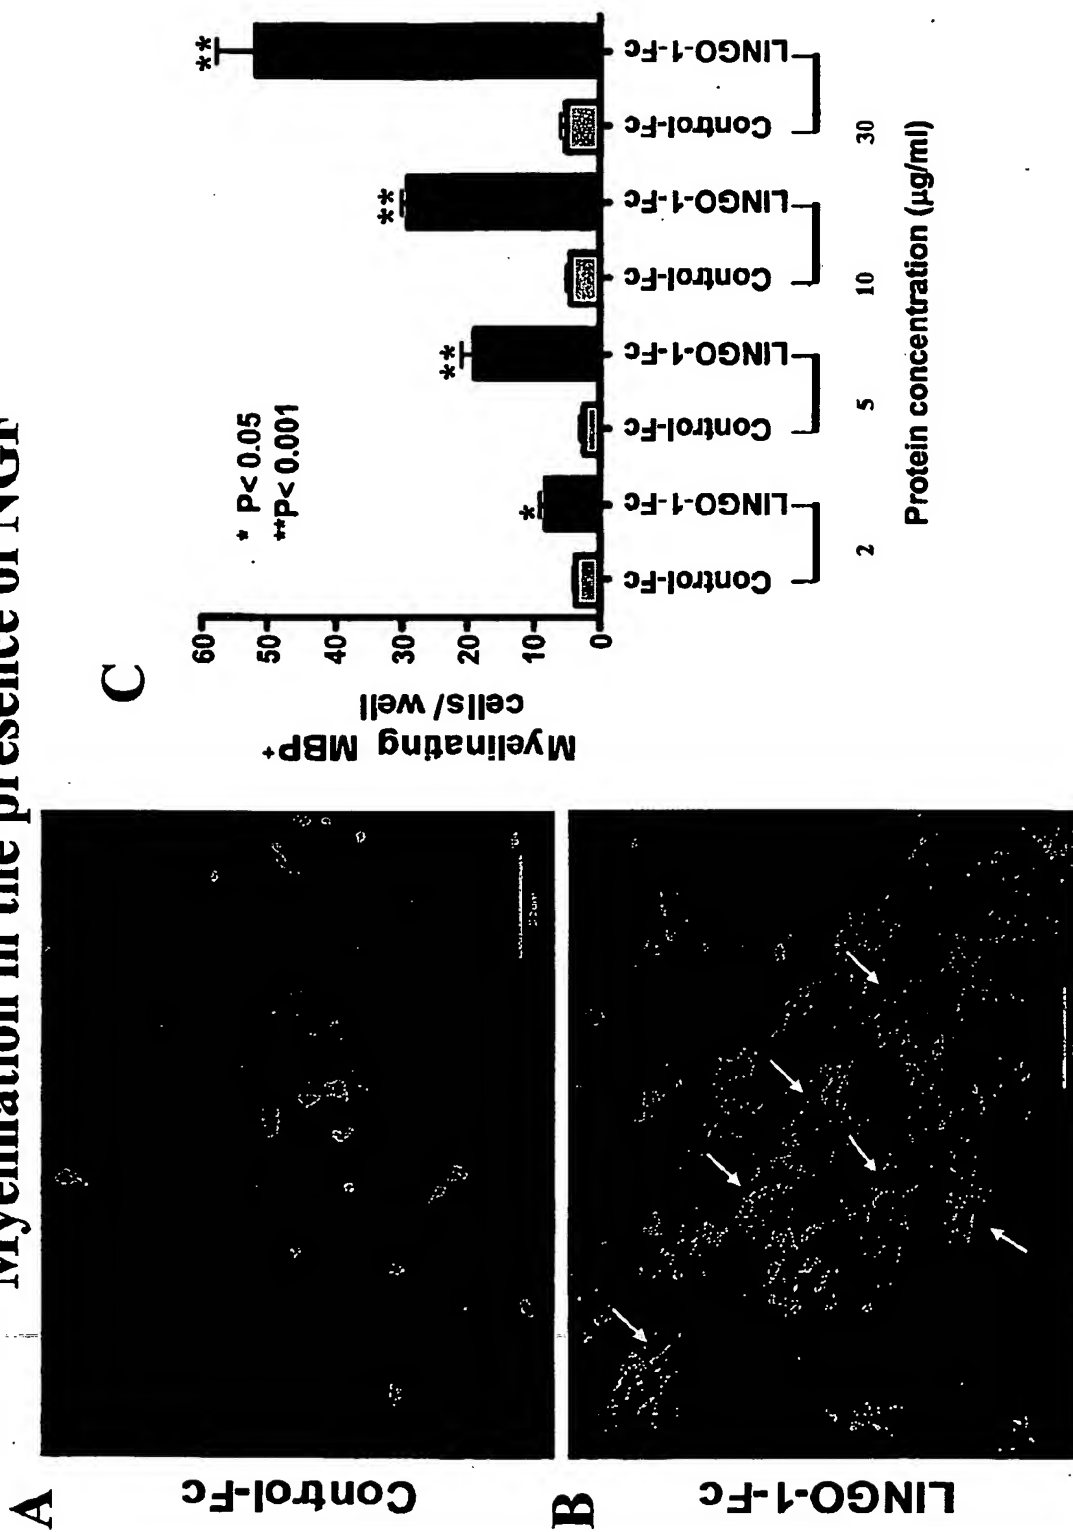 Myelination in the presence of NGF
A
Control-Fc
B
LINGO-1-Fc
C
Myelinating MBP+
cells/well
60
50
40
30
20
10
0
* P< 0.05
**P< 0.001
*
**
**
**
Control-Fc
LINGO-1-Fc
Control-Fc
LINGO-1-Fc
Control-Fc
LINGO-1-Fc
Control-Fc
LINGO-1-Fc
2 5 10 30
Protein concentration (µg/ml)